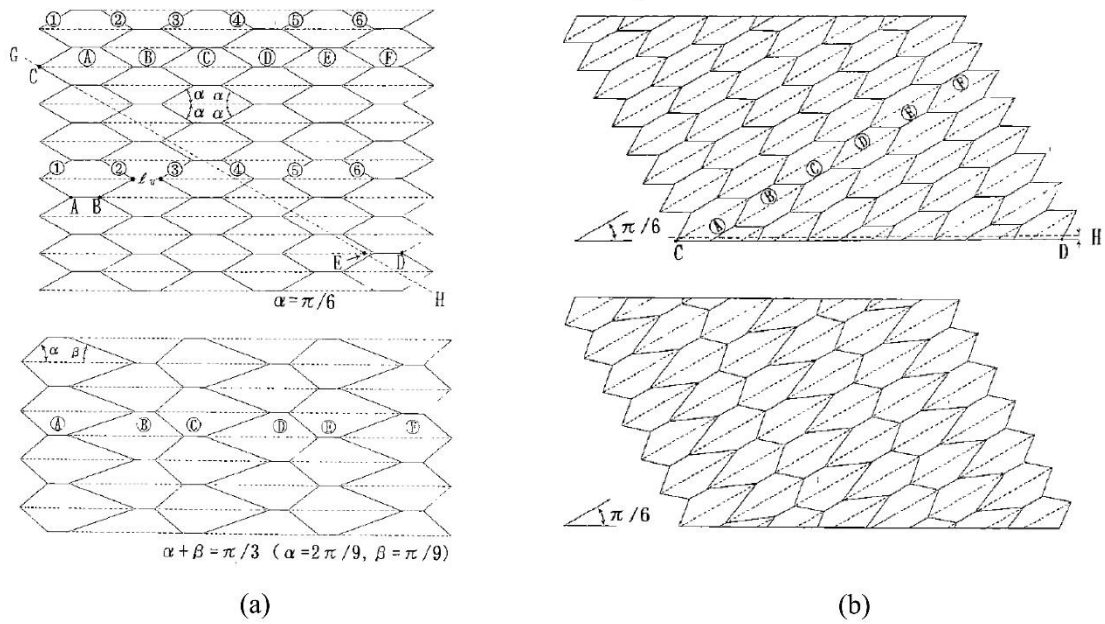 ① ② ③ ④ ⑤ ⑥
G
C
Ⓐ Ⓑ Ⓒ Ⓓ Ⓔ Ⓕ
α α
α α
① ② ℓv ③ ④ ⑤ ⑥
A B
E D
H
α=π/6
α β
Ⓐ Ⓑ Ⓒ Ⓓ Ⓔ Ⓕ
α+β=π/3 (α=2π/9, β=π/9)
(a)
Ⓕ
Ⓔ
Ⓓ
Ⓒ
Ⓑ
Ⓐ
π/6
C D H
π/6
(b)